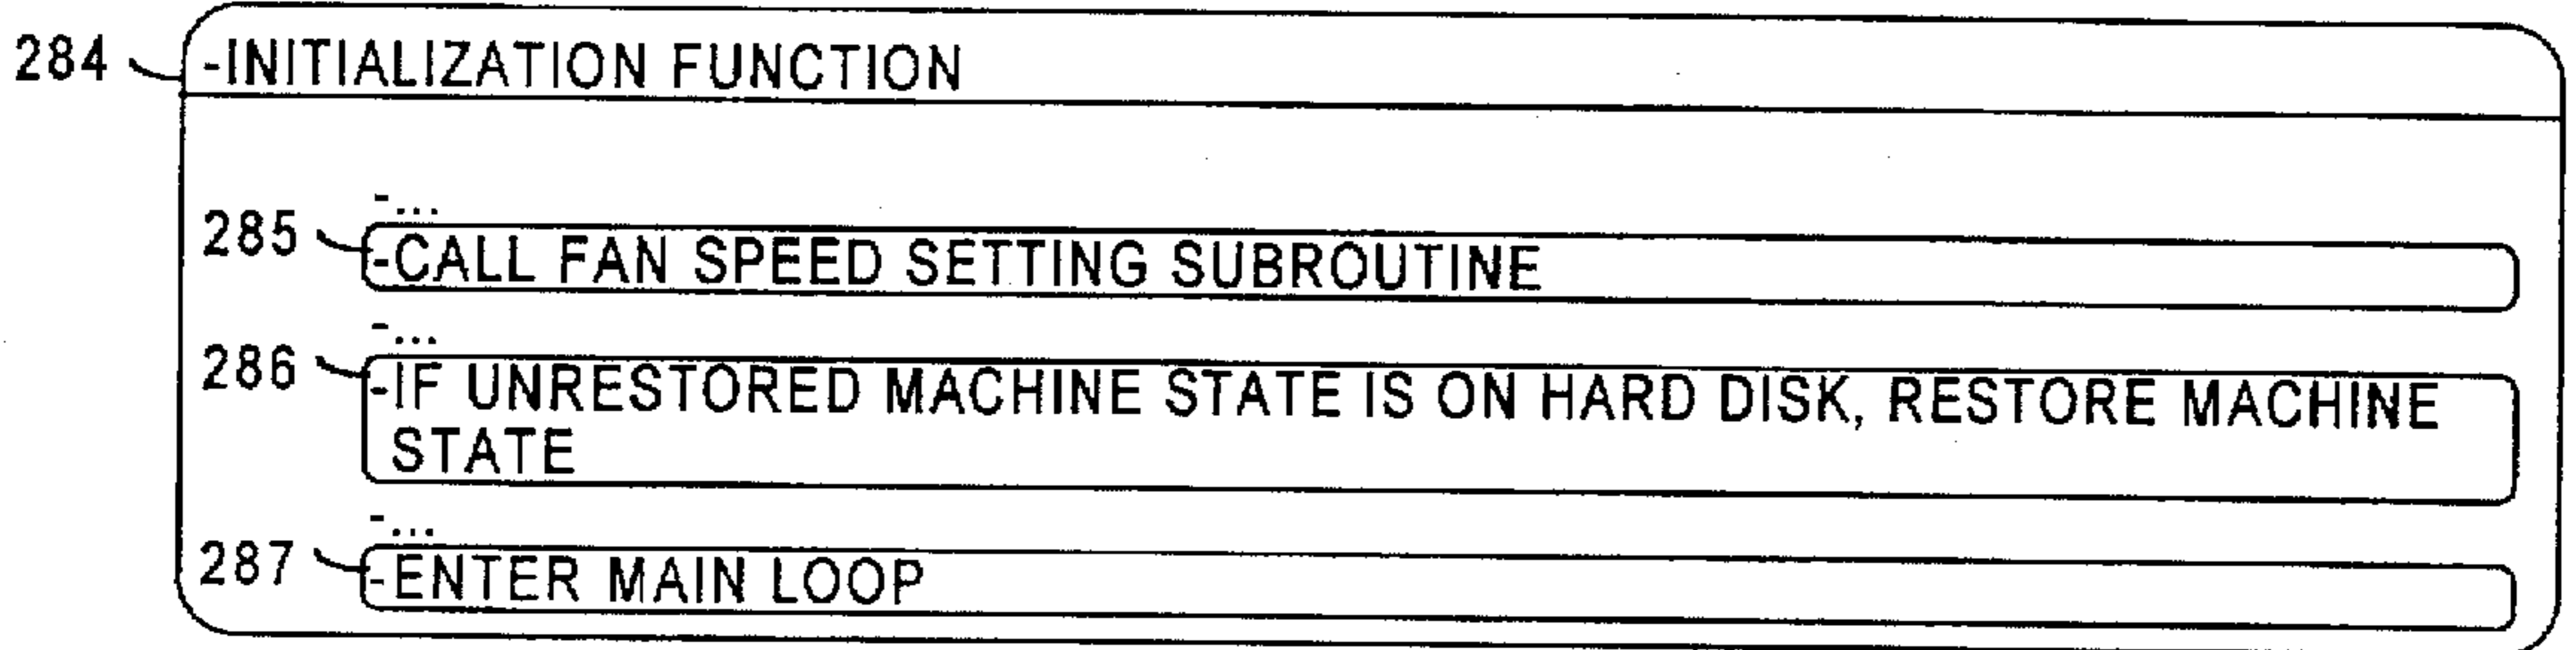 284 -INITIALIZATION FUNCTION
-...
285 -CALL FAN SPEED SETTING SUBROUTINE
-...
286 -IF UNRESTORED MACHINE STATE IS ON HARD DISK, RESTORE MACHINE
STATE
-...
287 -ENTER MAIN LOOP